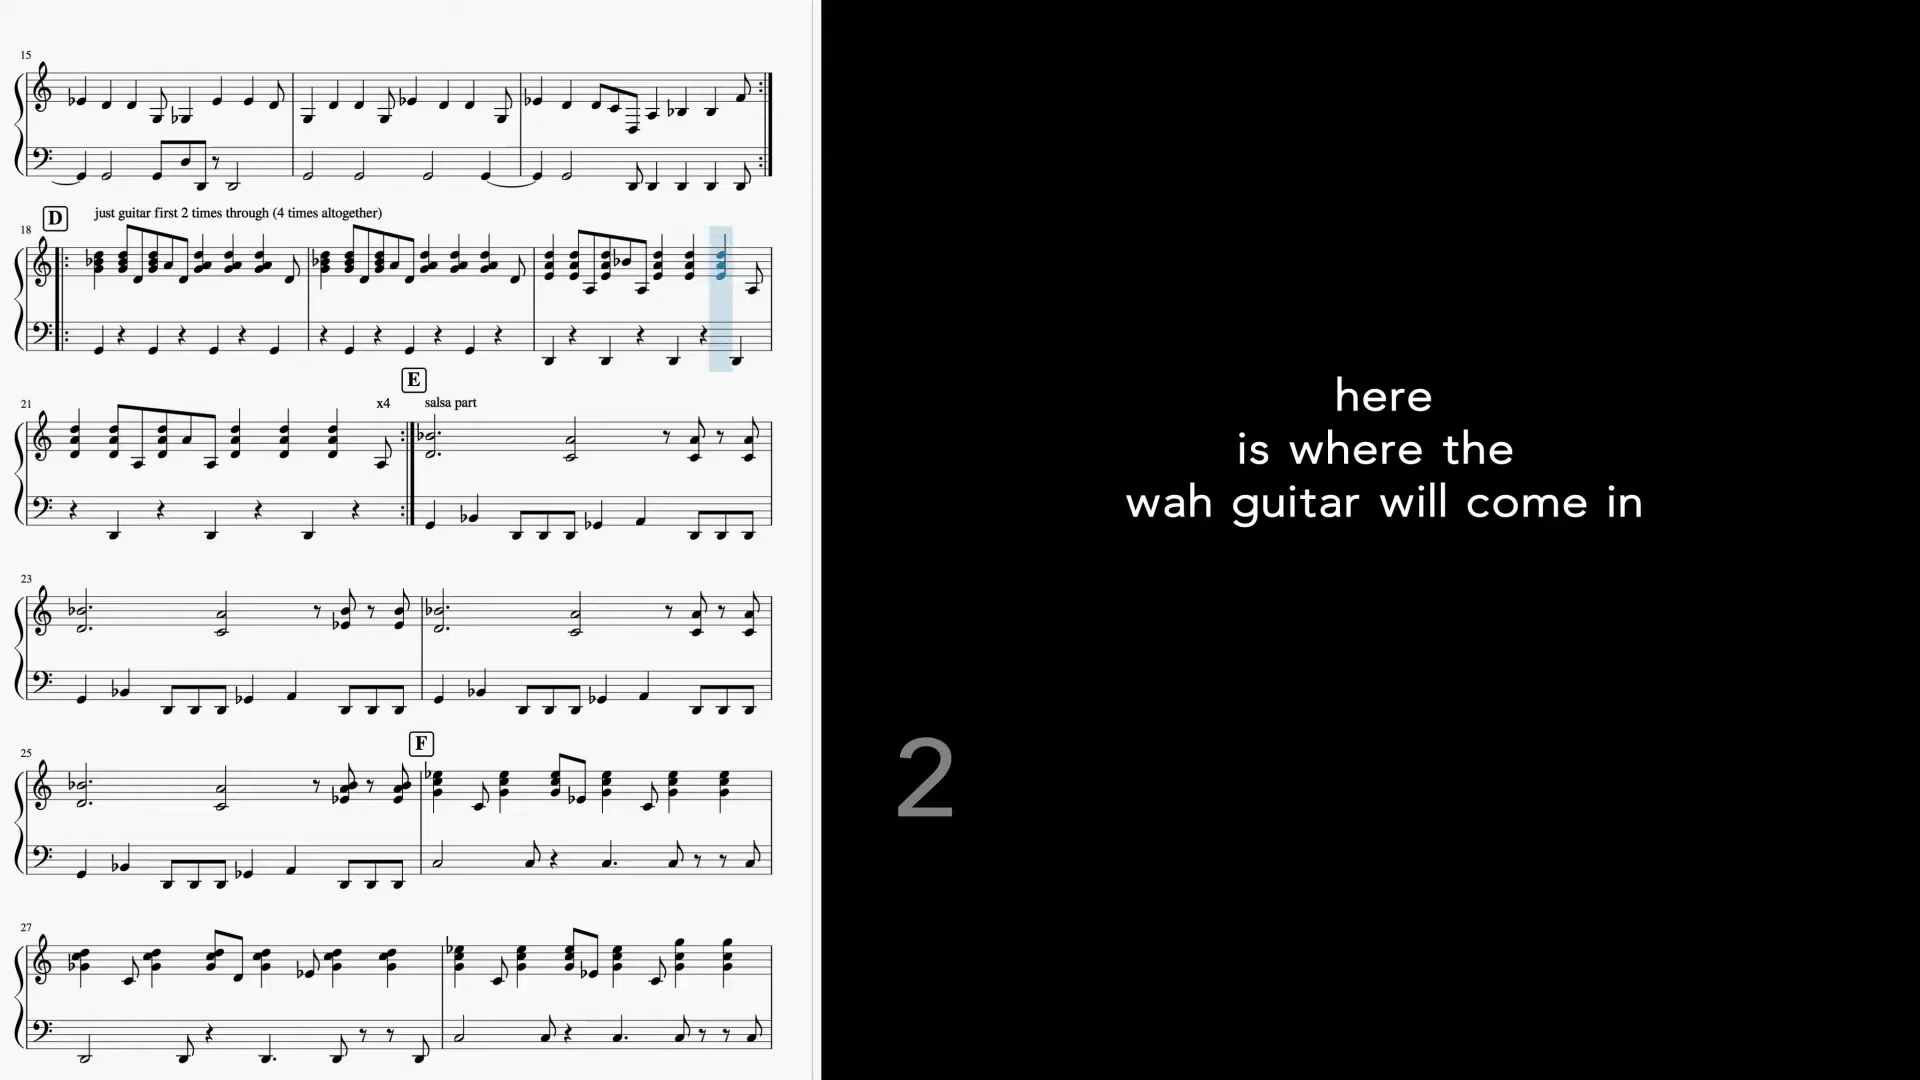 15
D
just guitar first 2 times through (4 times altogether)
18
E
21
x4
salsa part
23
F
25
27
here
is where the
wah guitar will come in
2